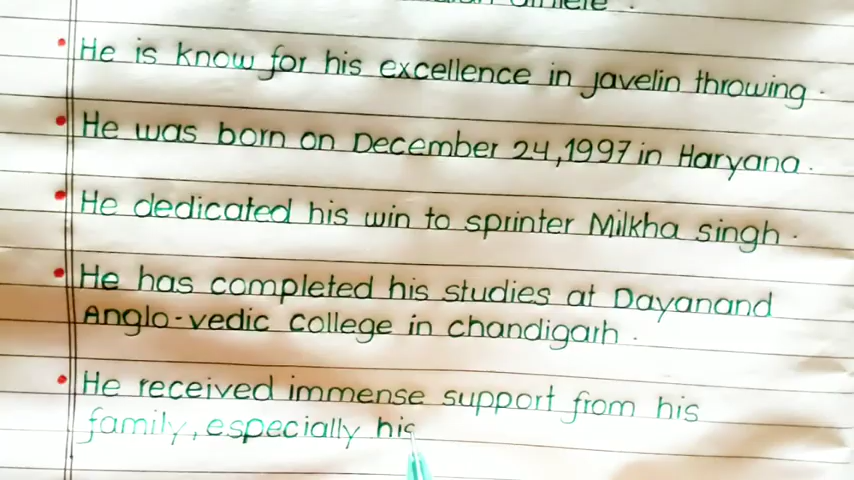 athlete .
• He is know for his excellence in javelin throwing .
• He was born on December 24,1997 in Haryana .
• He dedicated his win to sprinter Milkha singh .
• He has completed his studies at Dayanand
Anglo-vedic college in chandigarh .
• He received immense support from his
family, especially his